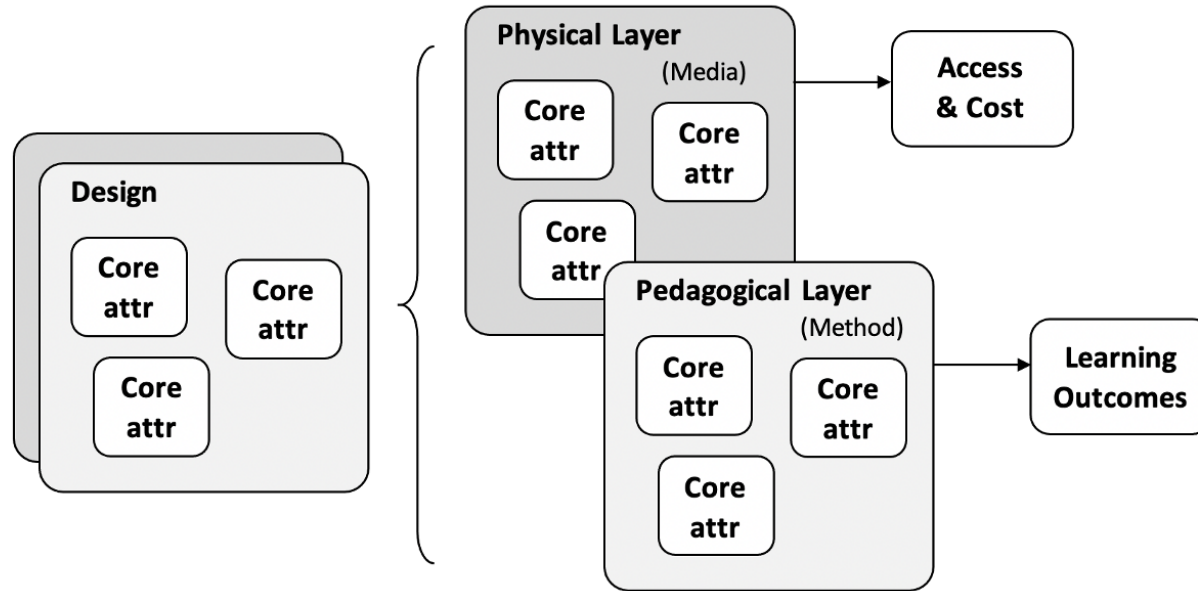 Design
Core
attr
Core
attr
Core
attr
Physical Layer
(Media)
Core
attr
Core
attr
Core
attr
Access
& Cost
Pedagogical Layer
(Method)
Core
attr
Core
attr
Core
attr
Learning
Outcomes